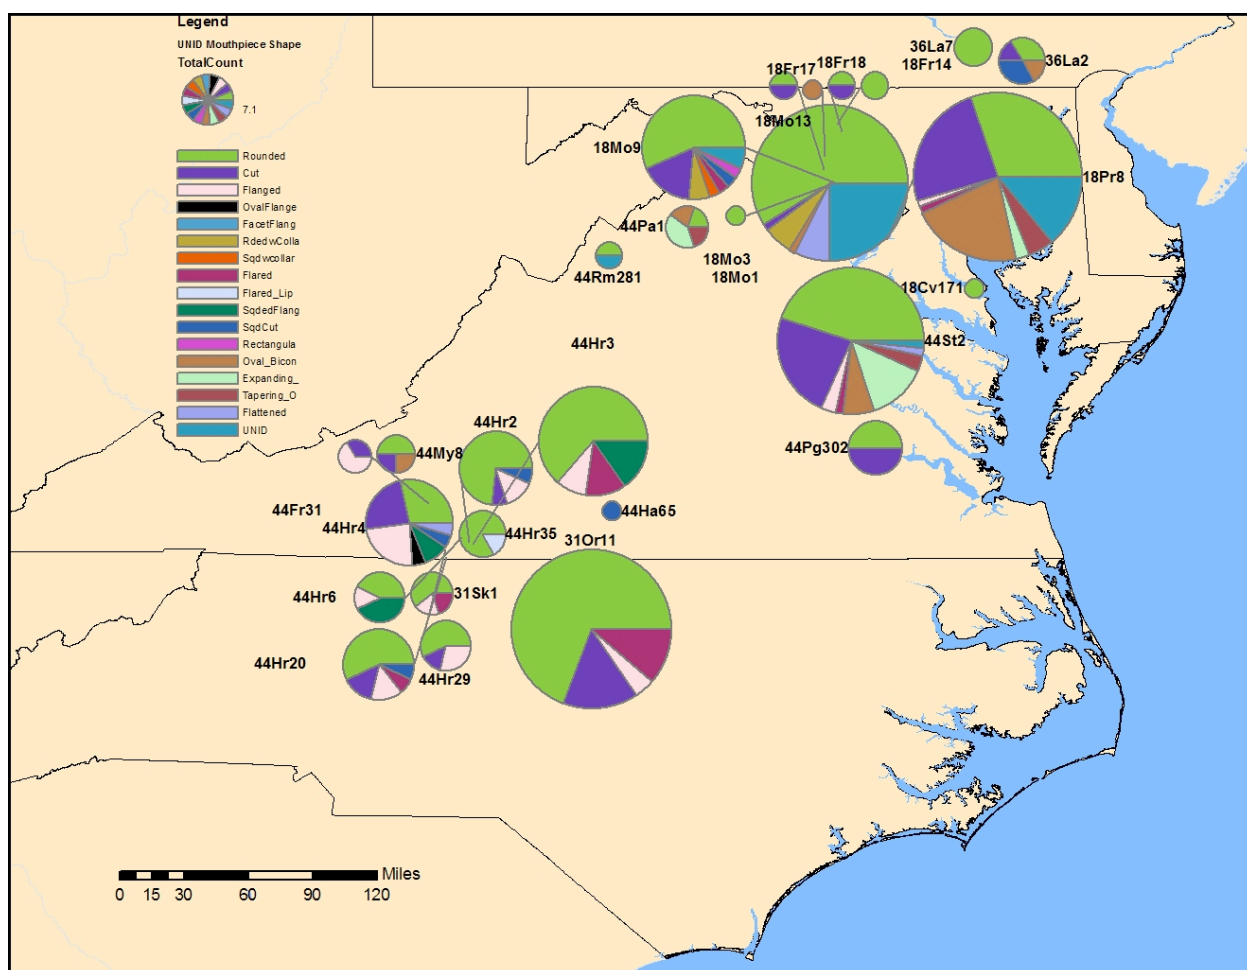 Legend
UNID Mouthpiece Shape
TotalCount
7.1
Rounded
Cut
Flanged
OvalFlange
FacetFlang
RdedwColla
Sqdwcollar
Flared
Flared_Lip
SqdedFlang
SqdCut
Rectangula
Oval_Bicon
Expanding_
Tapering_O
Flattened
UNID
36La7
18Fr14
36La2
18Fr17
18Fr18
18Mo13
18Mo9
18Pr8
44Pa1
18Mo3
18Mo1
44Rm281
18Cv171
44St2
44Hr3
44Hr2
44My8
44Pg302
44Fr31
44Hr4
44Ha65
44Hr35
31Or11
44Hr6
31Sk1
44Hr20
44Hr29
Miles
0 15 30 60 90 120